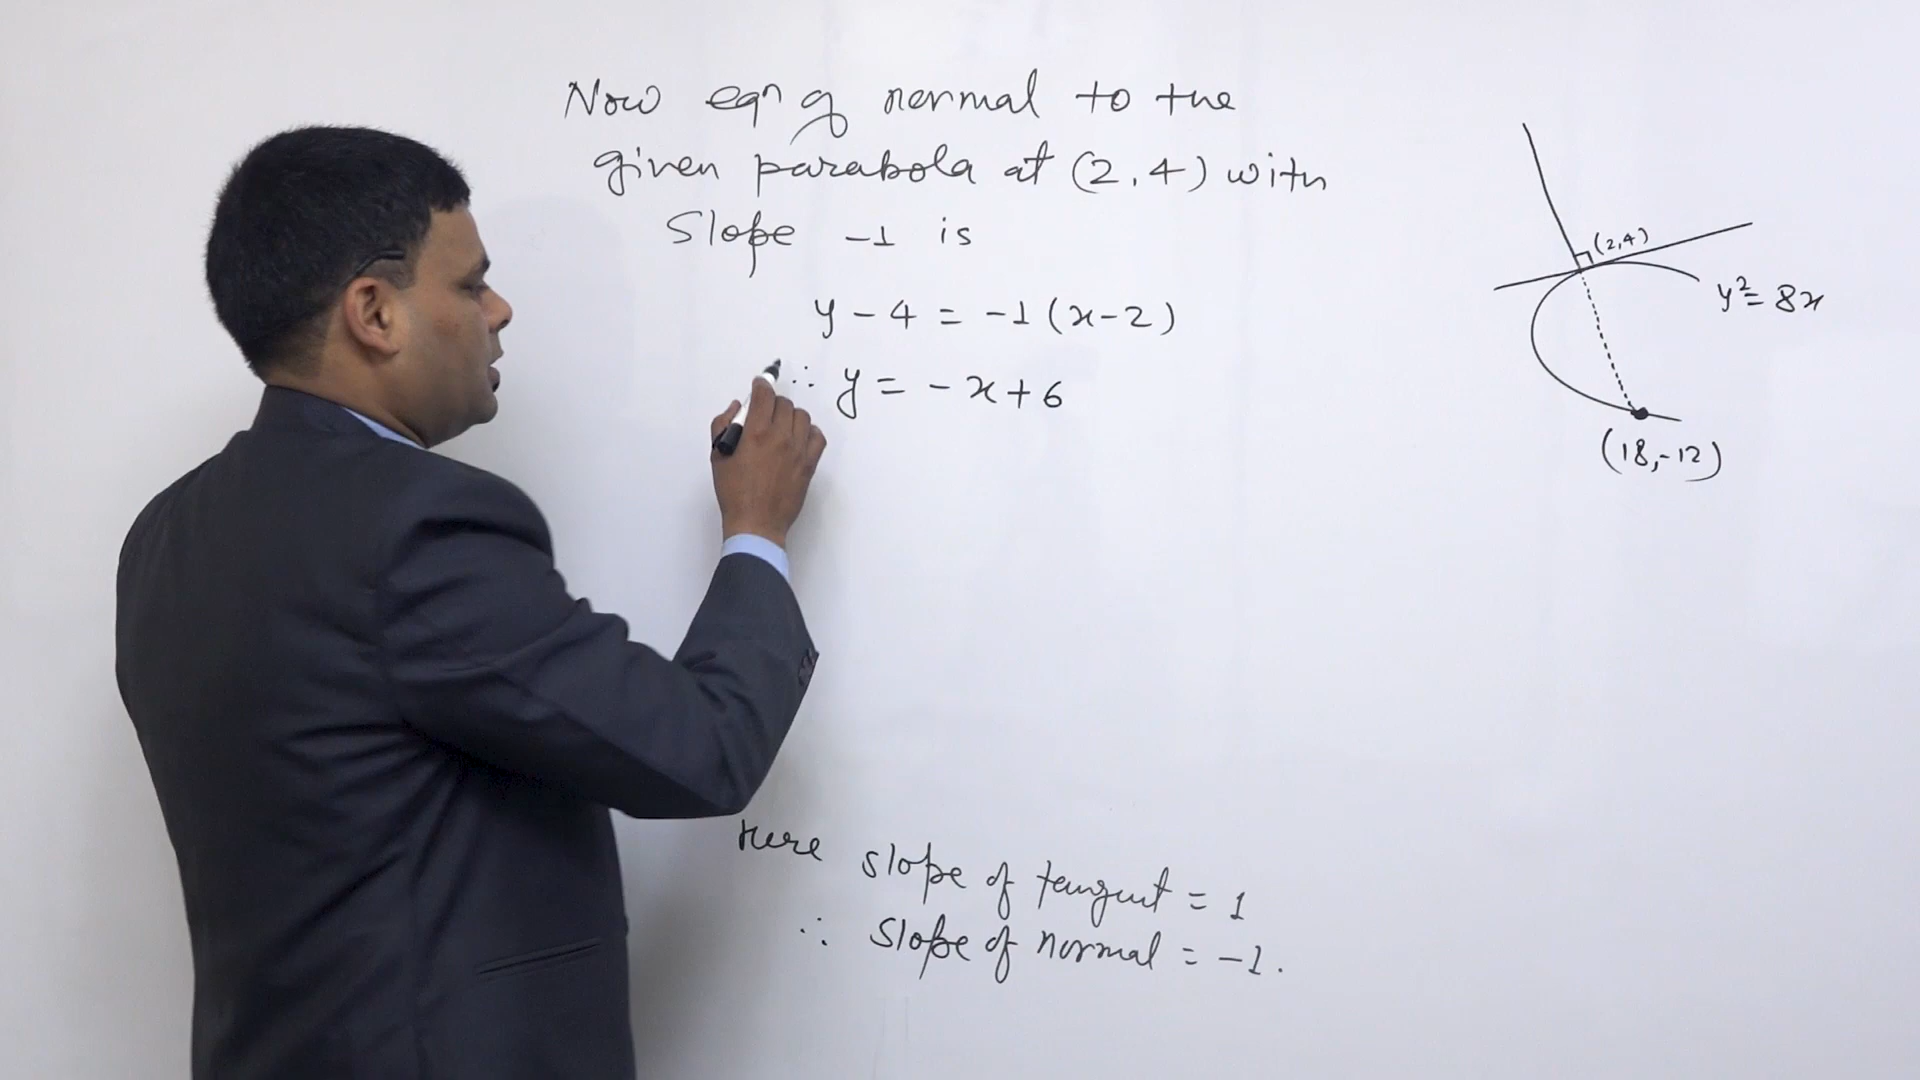 Now eqn of normal to the
given parabola at (2,4) with
Slope -1 is
y - 4 = -1 (x-2)
∴ y = - x + 6
(2,4)
y² = 8x
(18,-12)
Here slope of tangent = 1
∴ Slope of normal = -1.